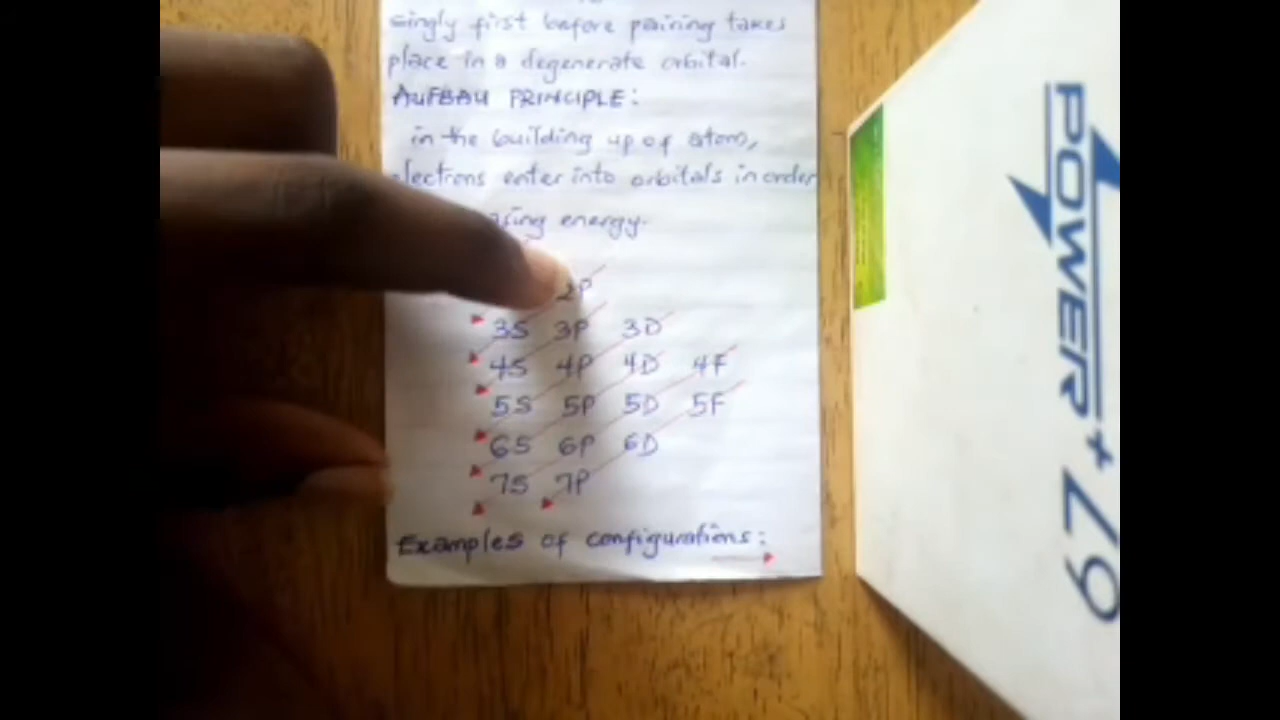 singly first before pairing takes
place in a degenerate orbital.
AUFBAU PRINCIPLE:
in the building up of atom,
electrons enter into orbitals in order
energy.
2P
3S 3P 3D
4S 4P 4D 4F
5S 5P 5D 5F
6S 6P 6D
7S 7P
Examples of configurations:
POWER+ 79